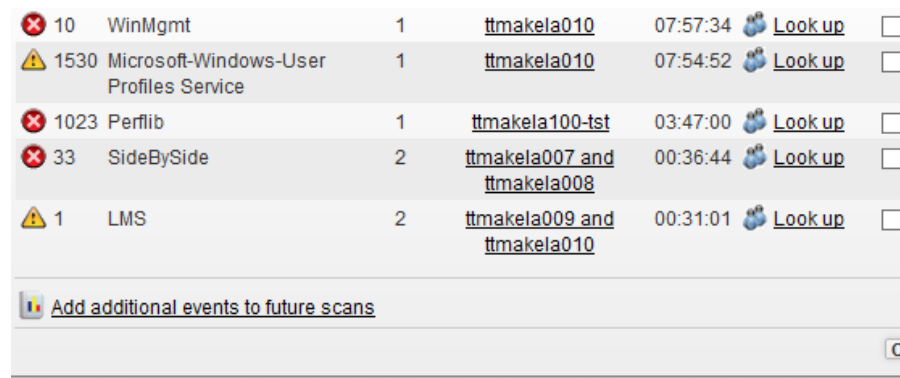 10 WinMgmt 1 ttmakela010 07:57:34 Look up
1530 Microsoft-Windows-User 1 ttmakela010 07:54:52 Look up
Profiles Service
1023 Perflib 1 ttmakela100-tst 03:47:00 Look up
33 SideBySide 2 ttmakela007 and 00:36:44 Look up
ttmakela008
1 LMS 2 ttmakela009 and 00:31:01 Look up
ttmakela010
Add additional events to future scans